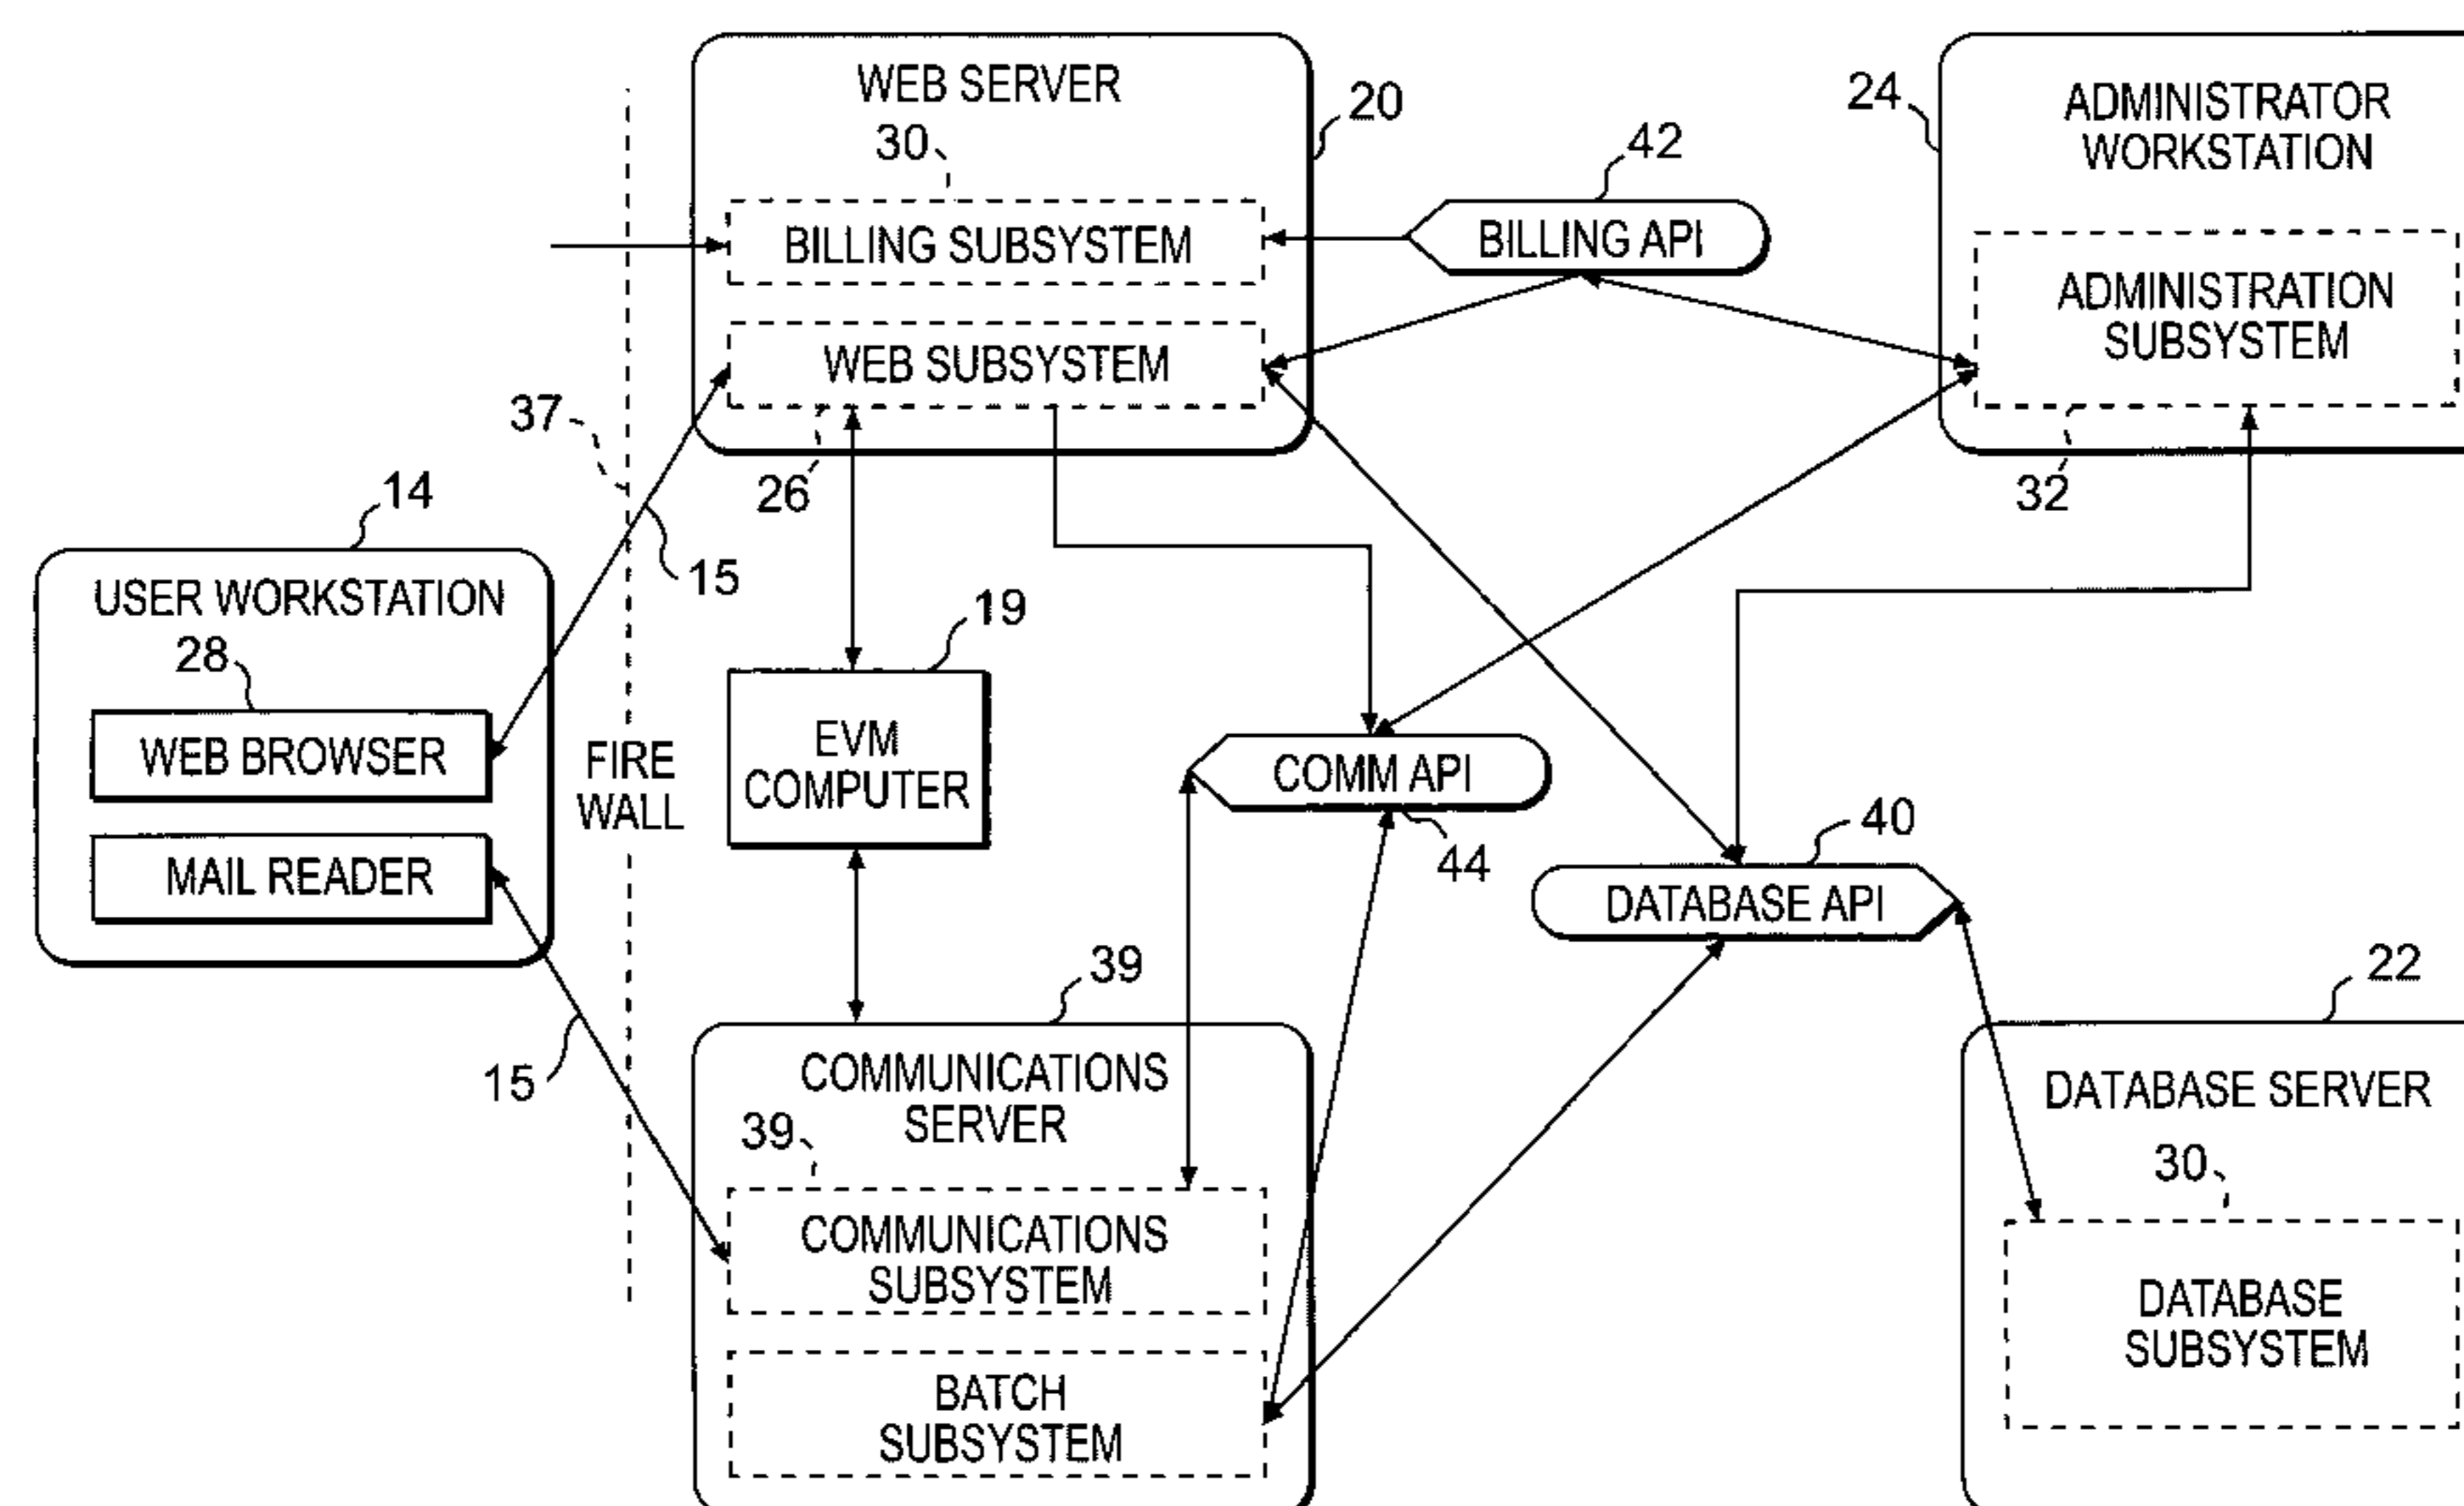 WEB SERVER
30
20
BILLING SUBSYSTEM
WEB SUBSYSTEM
26
42
BILLING API
24
ADMINISTRATOR
WORKSTATION
ADMINISTRATION
SUBSYSTEM
32
37
15
14
USER WORKSTATION
28
WEB BROWSER
MAIL READER
FIRE
WALL
19
EVM
COMPUTER
COMM API
44
40
DATABASE API
15
39
COMMUNICATIONS
SERVER
39
COMMUNICATIONS
SUBSYSTEM
BATCH
SUBSYSTEM
22
DATABASE SERVER
30
DATABASE
SUBSYSTEM